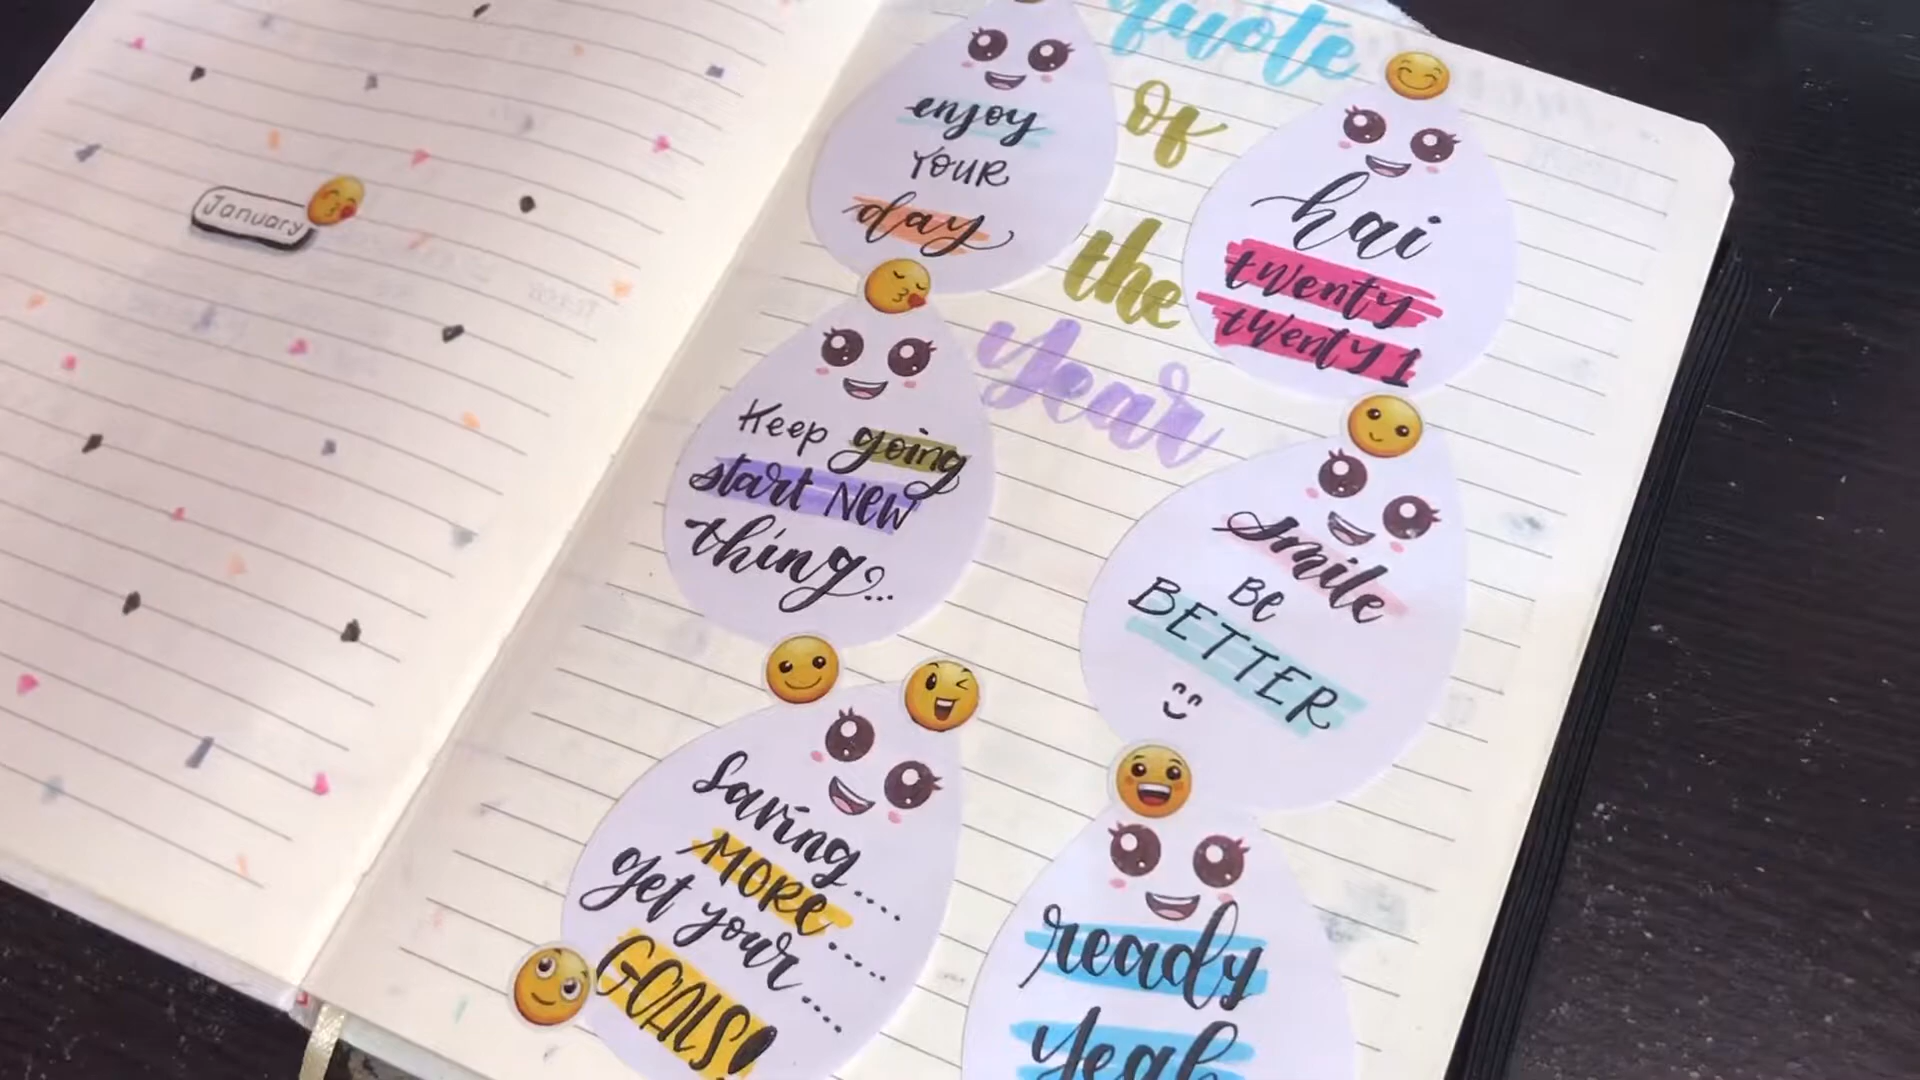 January
quote
of
the
Year
enjoy
YOUR
day
hai
twenty
twenty 1
Keep going
start NEW
thing...
Smile
Be
BETTER
Saving....
MORE.....
get your....
GOALS!
ready
yeah